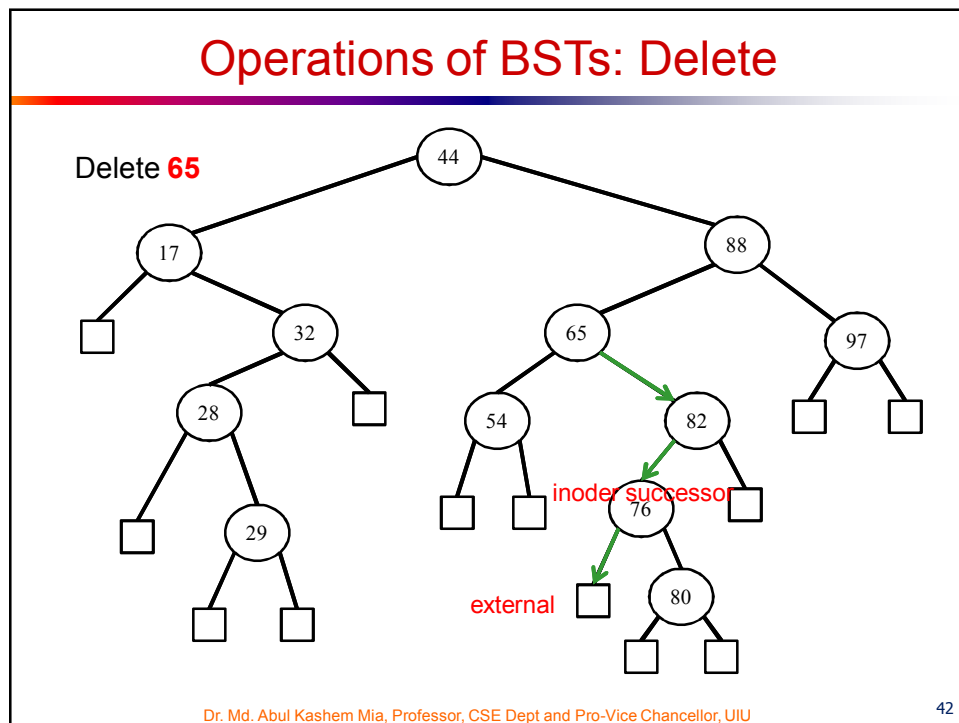 Operations of BSTs: Delete
Delete 65
44
17
88
32
65
97
28
54
82
inoder successor
76
29
external
80
Dr. Md. Abul Kashem Mia, Professor, CSE Dept and Pro-Vice Chancellor, UIU
42